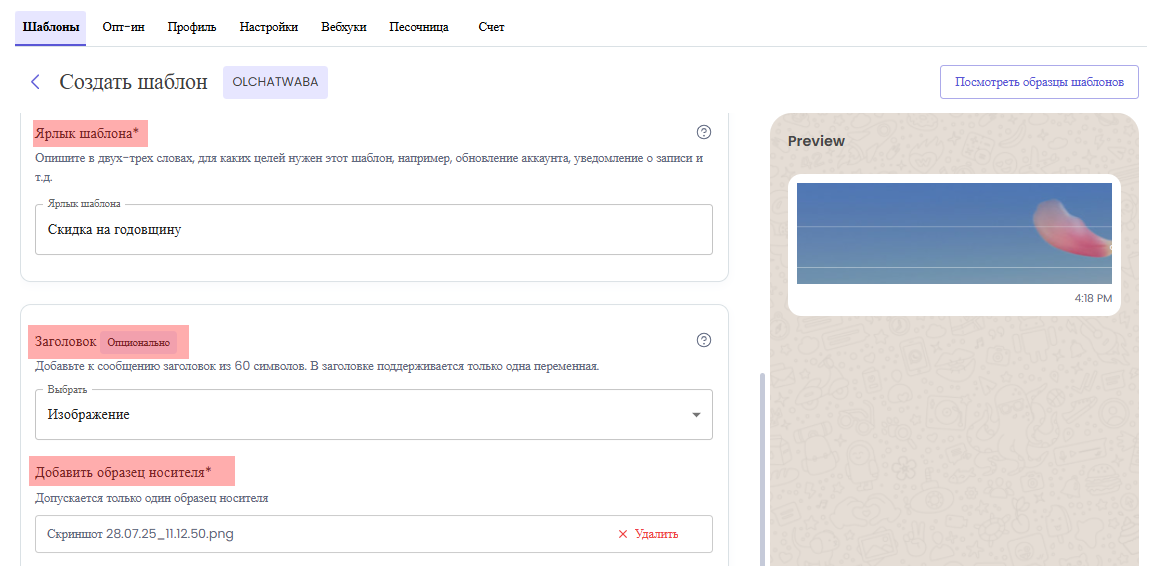 Шаблоны Опт-ин Профиль Настройки Вебхуки Песочница Счет
Создать шаблон OLCHATWABA Посмотреть образцы шаблонов
Ярлык шаблона*
Опишите в двух-трех словах, для каких целей нужен этот шаблон, например, обновление аккаунта, уведомление о записи и
т.д.
Ярлык шаблона
Скидка на годовщину
Заголовок Опционально
Добавьте к сообщению заголовок из 60 символов. В заголовке поддерживается только одна переменная.
Выбрать
Изображение
Добавить образец носителя*
Допускается только один образец носителя
Скриншот 28.07.25_11.12.50.png Удалить
Preview
4:18 PM